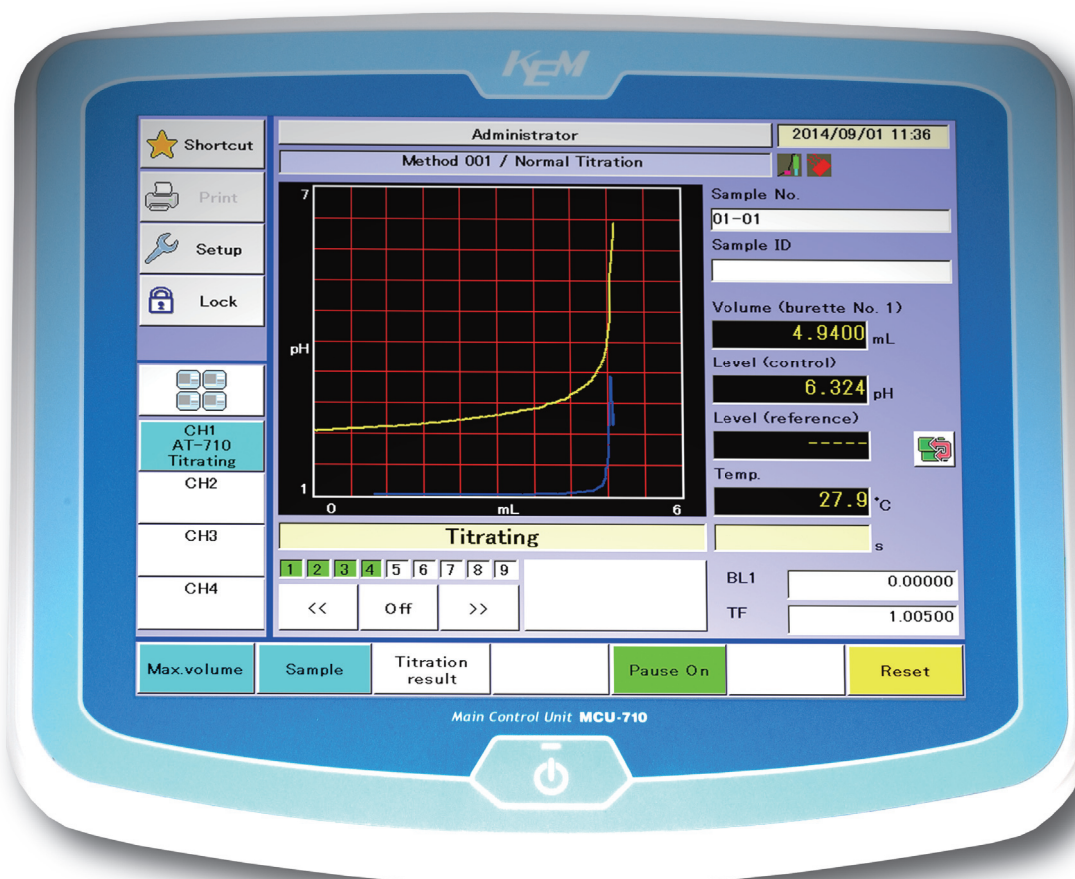 KEM
Shortcut
Print
Setup
Lock
CH1
AT-710
Titrating
CH2
CH3
CH4
Administrator
2014/09/01 11:36
Method 001 / Normal Titration
7
pH
1
0
mL
6
Titrating
1 2 3 4 5 6 7 8 9
<< Off >>
Sample No.
01-01
Sample ID
Volume (burette No. 1)
4.9400 mL
Level (control)
6.324 pH
Level (reference)
-----
Temp.
27.9 °C
s
BL1 0.00000
TF 1.00500
Max.volume
Sample
Titration
result
Pause On
Reset
Main Control Unit MCU-710